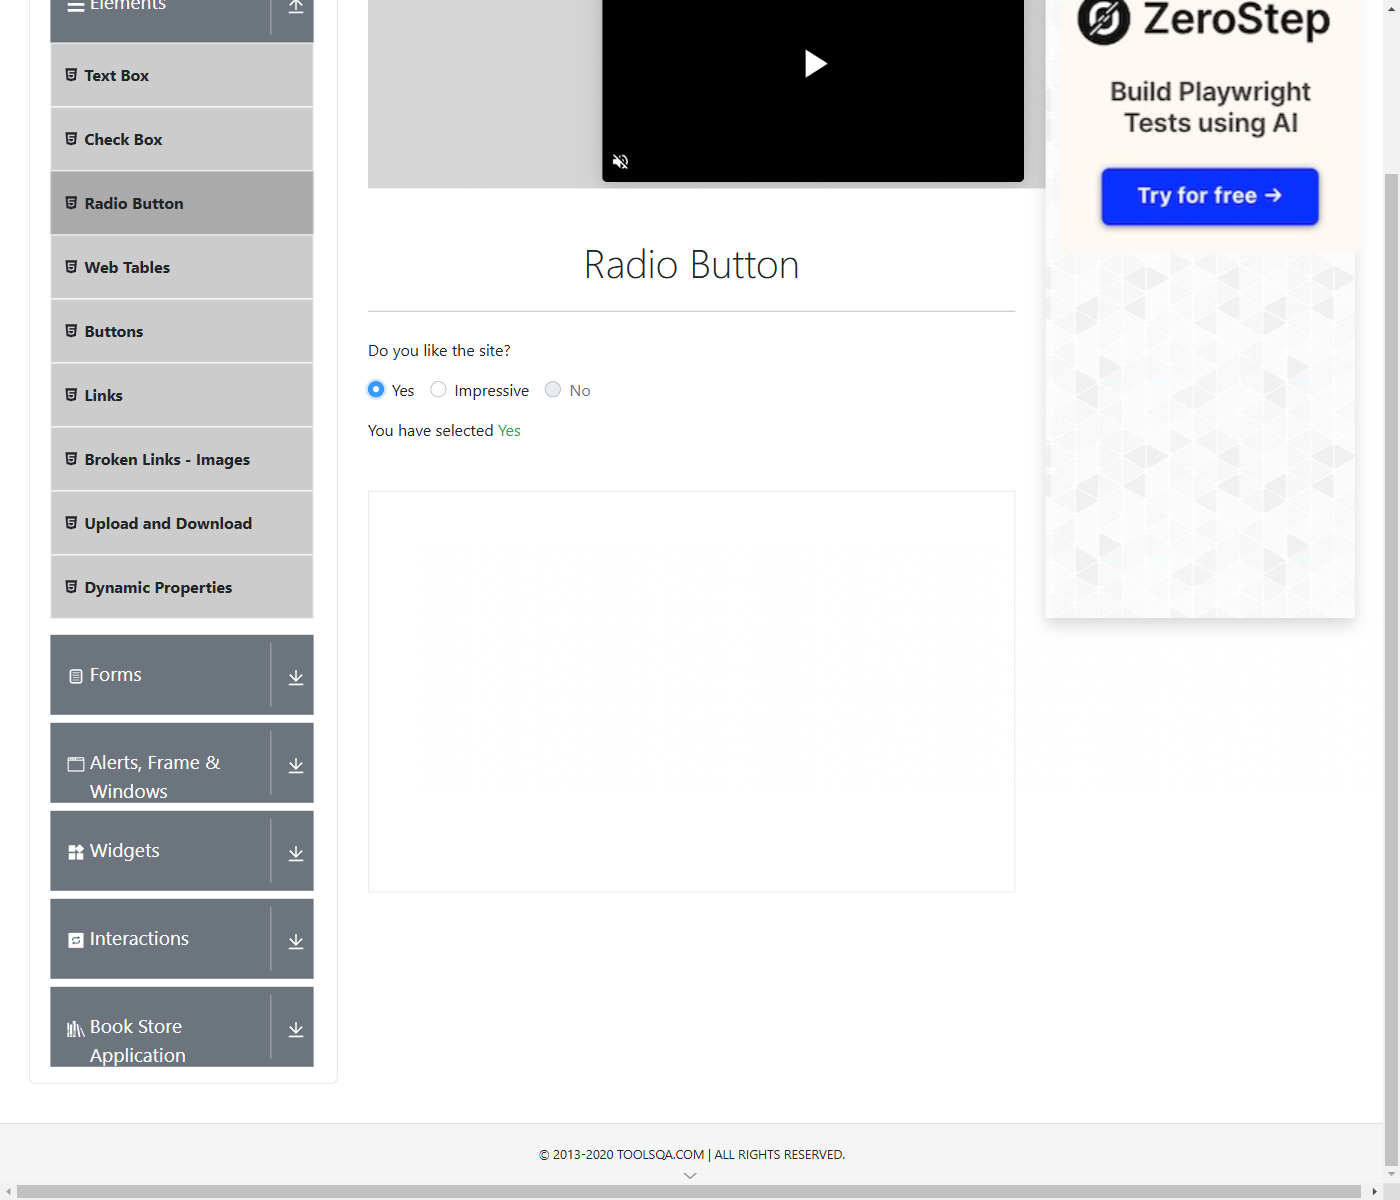 Elements
Text Box
Check Box
Radio Button
Web Tables
Buttons
Links
Broken Links - Images
Upload and Download
Dynamic Properties
Forms
Alerts, Frame &
Windows
Widgets
Interactions
Book Store
Application
Radio Button
Do you like the site?
Yes Impressive No
You have selected Yes
ZeroStep
Build Playwright
Tests using AI
Try for free →
© 2013-2020 TOOLSQA.COM | ALL RIGHTS RESERVED.